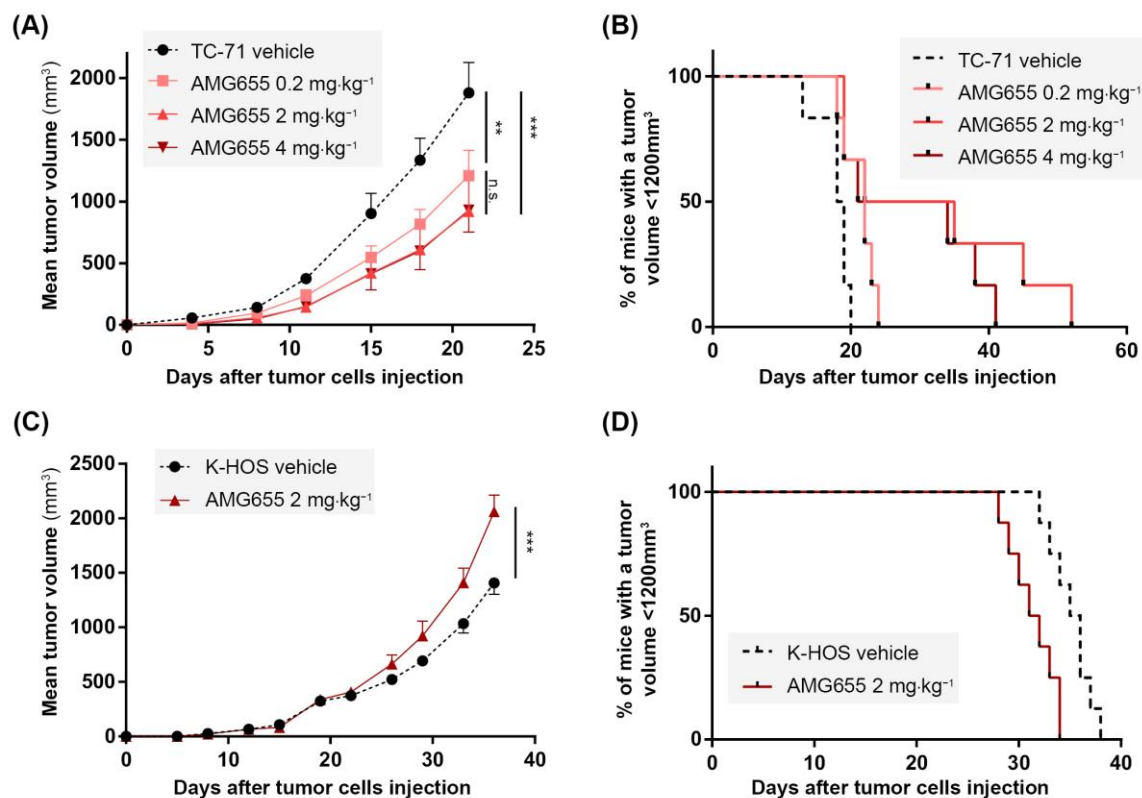 (A)
TC-71 vehicle
AMG655 0.2 mg·kg⁻¹
AMG655 2 mg·kg⁻¹
AMG655 4 mg·kg⁻¹
Mean tumor volume (mm³)
2000
1500
1000
500
0
**
n.s.
***
0 5 10 15 20 25
Days after tumor cells injection
(B)
TC-71 vehicle
AMG655 0.2 mg·kg⁻¹
AMG655 2 mg·kg⁻¹
AMG655 4 mg·kg⁻¹
% of mice with a tumor
volume <1200mm³
100
50
0
0 20 40 60
Days after tumor cells injection
(C)
K-HOS vehicle
AMG655 2 mg·kg⁻¹
Mean tumor volume (mm³)
2500
2000
1500
1000
500
0
***
0 10 20 30 40
Days after tumor cells injection
(D)
% of mice with a tumor
volume <1200mm³
100
50
0
K-HOS vehicle
AMG655 2 mg·kg⁻¹
0 10 20 30 40
Days after tumor cells injection